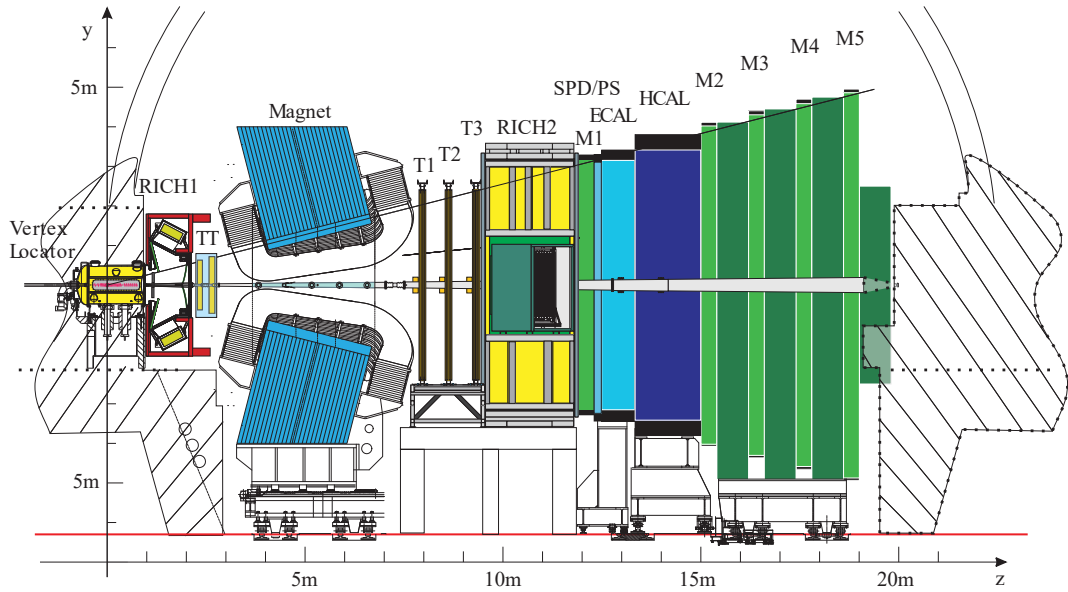 y
5m
M5
M4
M3
M2
SPD/PS
HCAL
ECAL
Magnet
T3
RICH2
M1
T2
T1
RICH1
Vertex
Locator
TT
5m
5m
10m
15m
20m
z